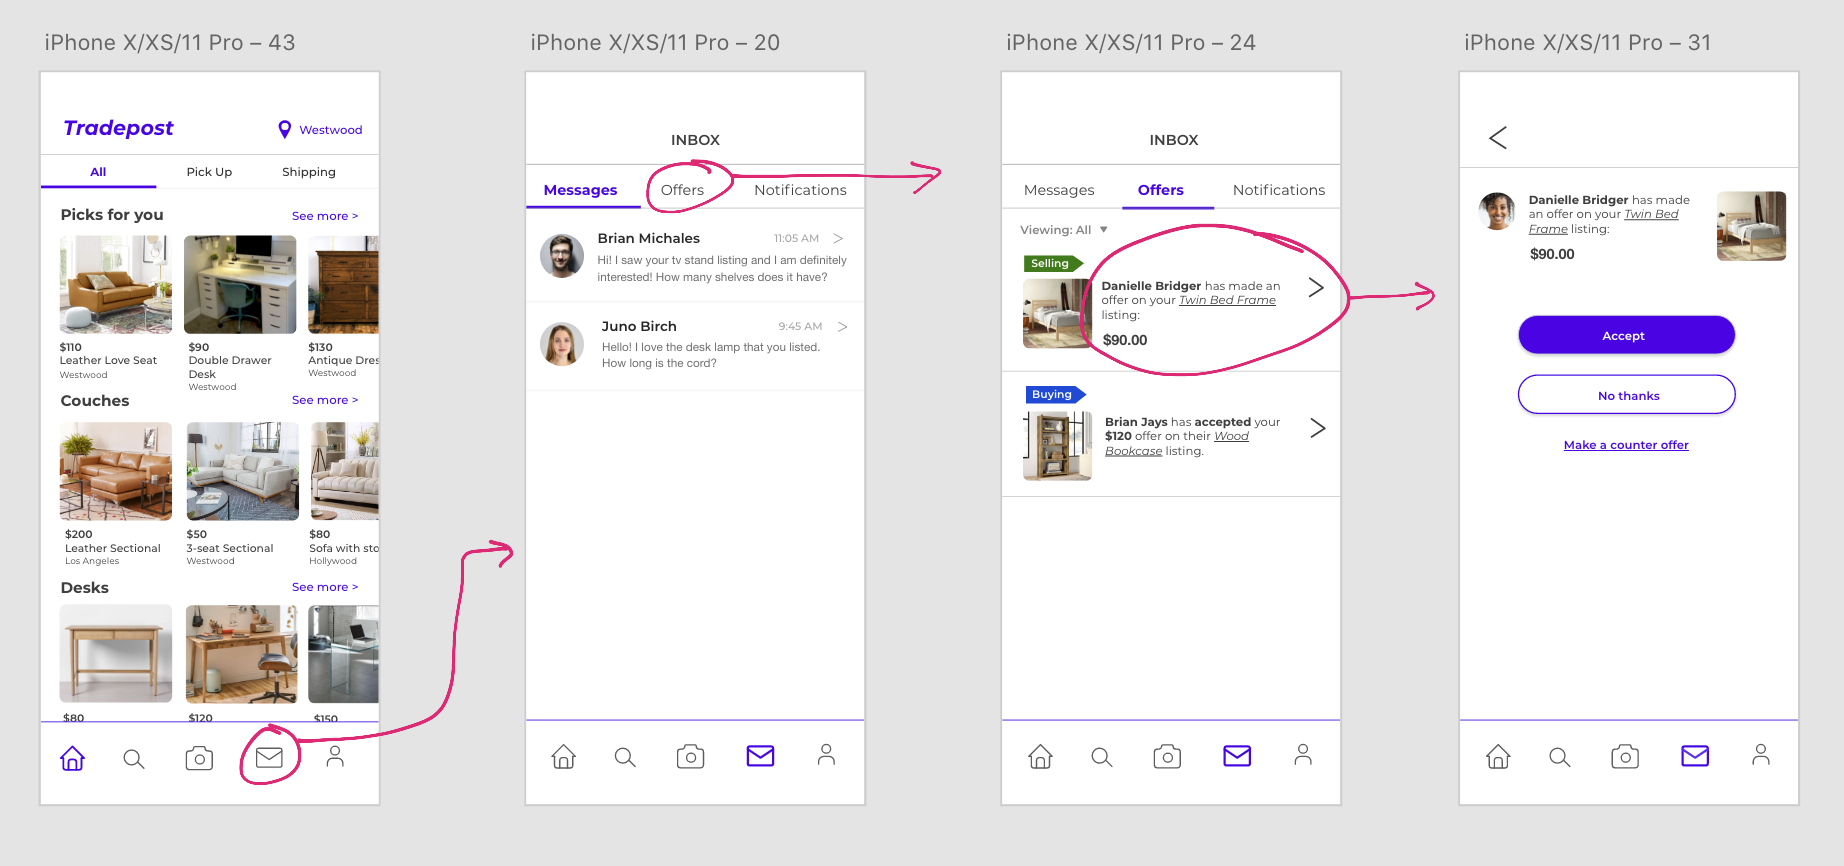 iPhone X/XS/11 Pro – 43
Tradepost
Westwood
All
Pick Up
Shipping
Picks for you
See more >
$110
Leather Love Seat
Westwood
$90
Double Drawer
Desk
Westwood
$130
Antique Dres
Westwood
Couches
See more >
$200
Leather Sectional
Los Angeles
$50
3-seat Sectional
Westwood
$80
Sofa with sto
Hollywood
Desks
See more >
$80
$120
$150
iPhone X/XS/11 Pro – 20
INBOX
Messages
Offers
Notifications
Brian Michales
11:05 AM
Hi! I saw your tv stand listing and I am definitely
interested! How many shelves does it have?
Juno Birch
9:45 AM
Hello! I love the desk lamp that you listed.
How long is the cord?
iPhone X/XS/11 Pro – 24
INBOX
Messages
Offers
Notifications
Viewing: All
Selling
Danielle Bridger has made an
offer on your Twin Bed Frame
listing:
$90.00
Buying
Brian Jays has accepted your
$120 offer on their Wood
Bookcase listing.
iPhone X/XS/11 Pro – 31
Danielle Bridger has made
an offer on your Twin Bed
Frame listing:
$90.00
Accept
No thanks
Make a counter offer